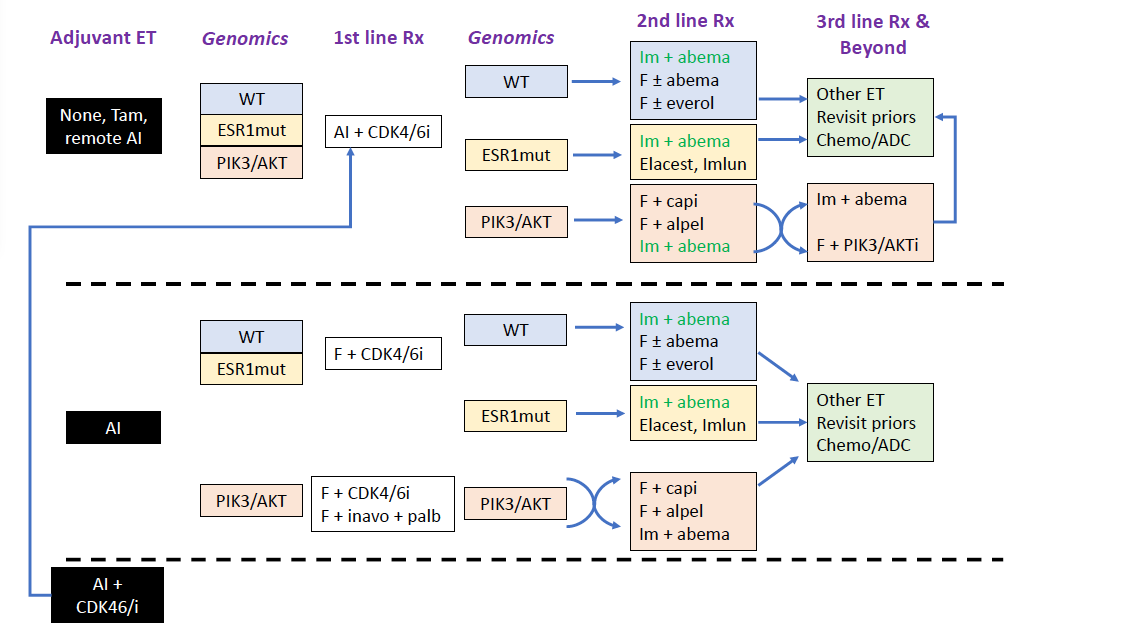 Adjuvant ET
Genomics
1st line Rx
Genomics
2nd line Rx
3rd line Rx &
Beyond
None, Tam,
remote AI
WT
ESR1mut
PIK3/AKT
AI + CDK4/6i
WT
ESR1mut
PIK3/AKT
Im + abema
F ± abema
F ± everol
Im + abema
Elacest, Imlun
F + capi
F + alpel
Im + abema
Other ET
Revisit priors
Chemo/ADC
Im + abema
F + PIK3/AKTi
AI
WT
ESR1mut
PIK3/AKT
F + CDK4/6i
F + CDK4/6i
F + inavo + palb
WT
ESR1mut
PIK3/AKT
Im + abema
F ± abema
F ± everol
Im + abema
Elacest, Imlun
F + capi
F + alpel
Im + abema
Other ET
Revisit priors
Chemo/ADC
AI +
CDK46/i